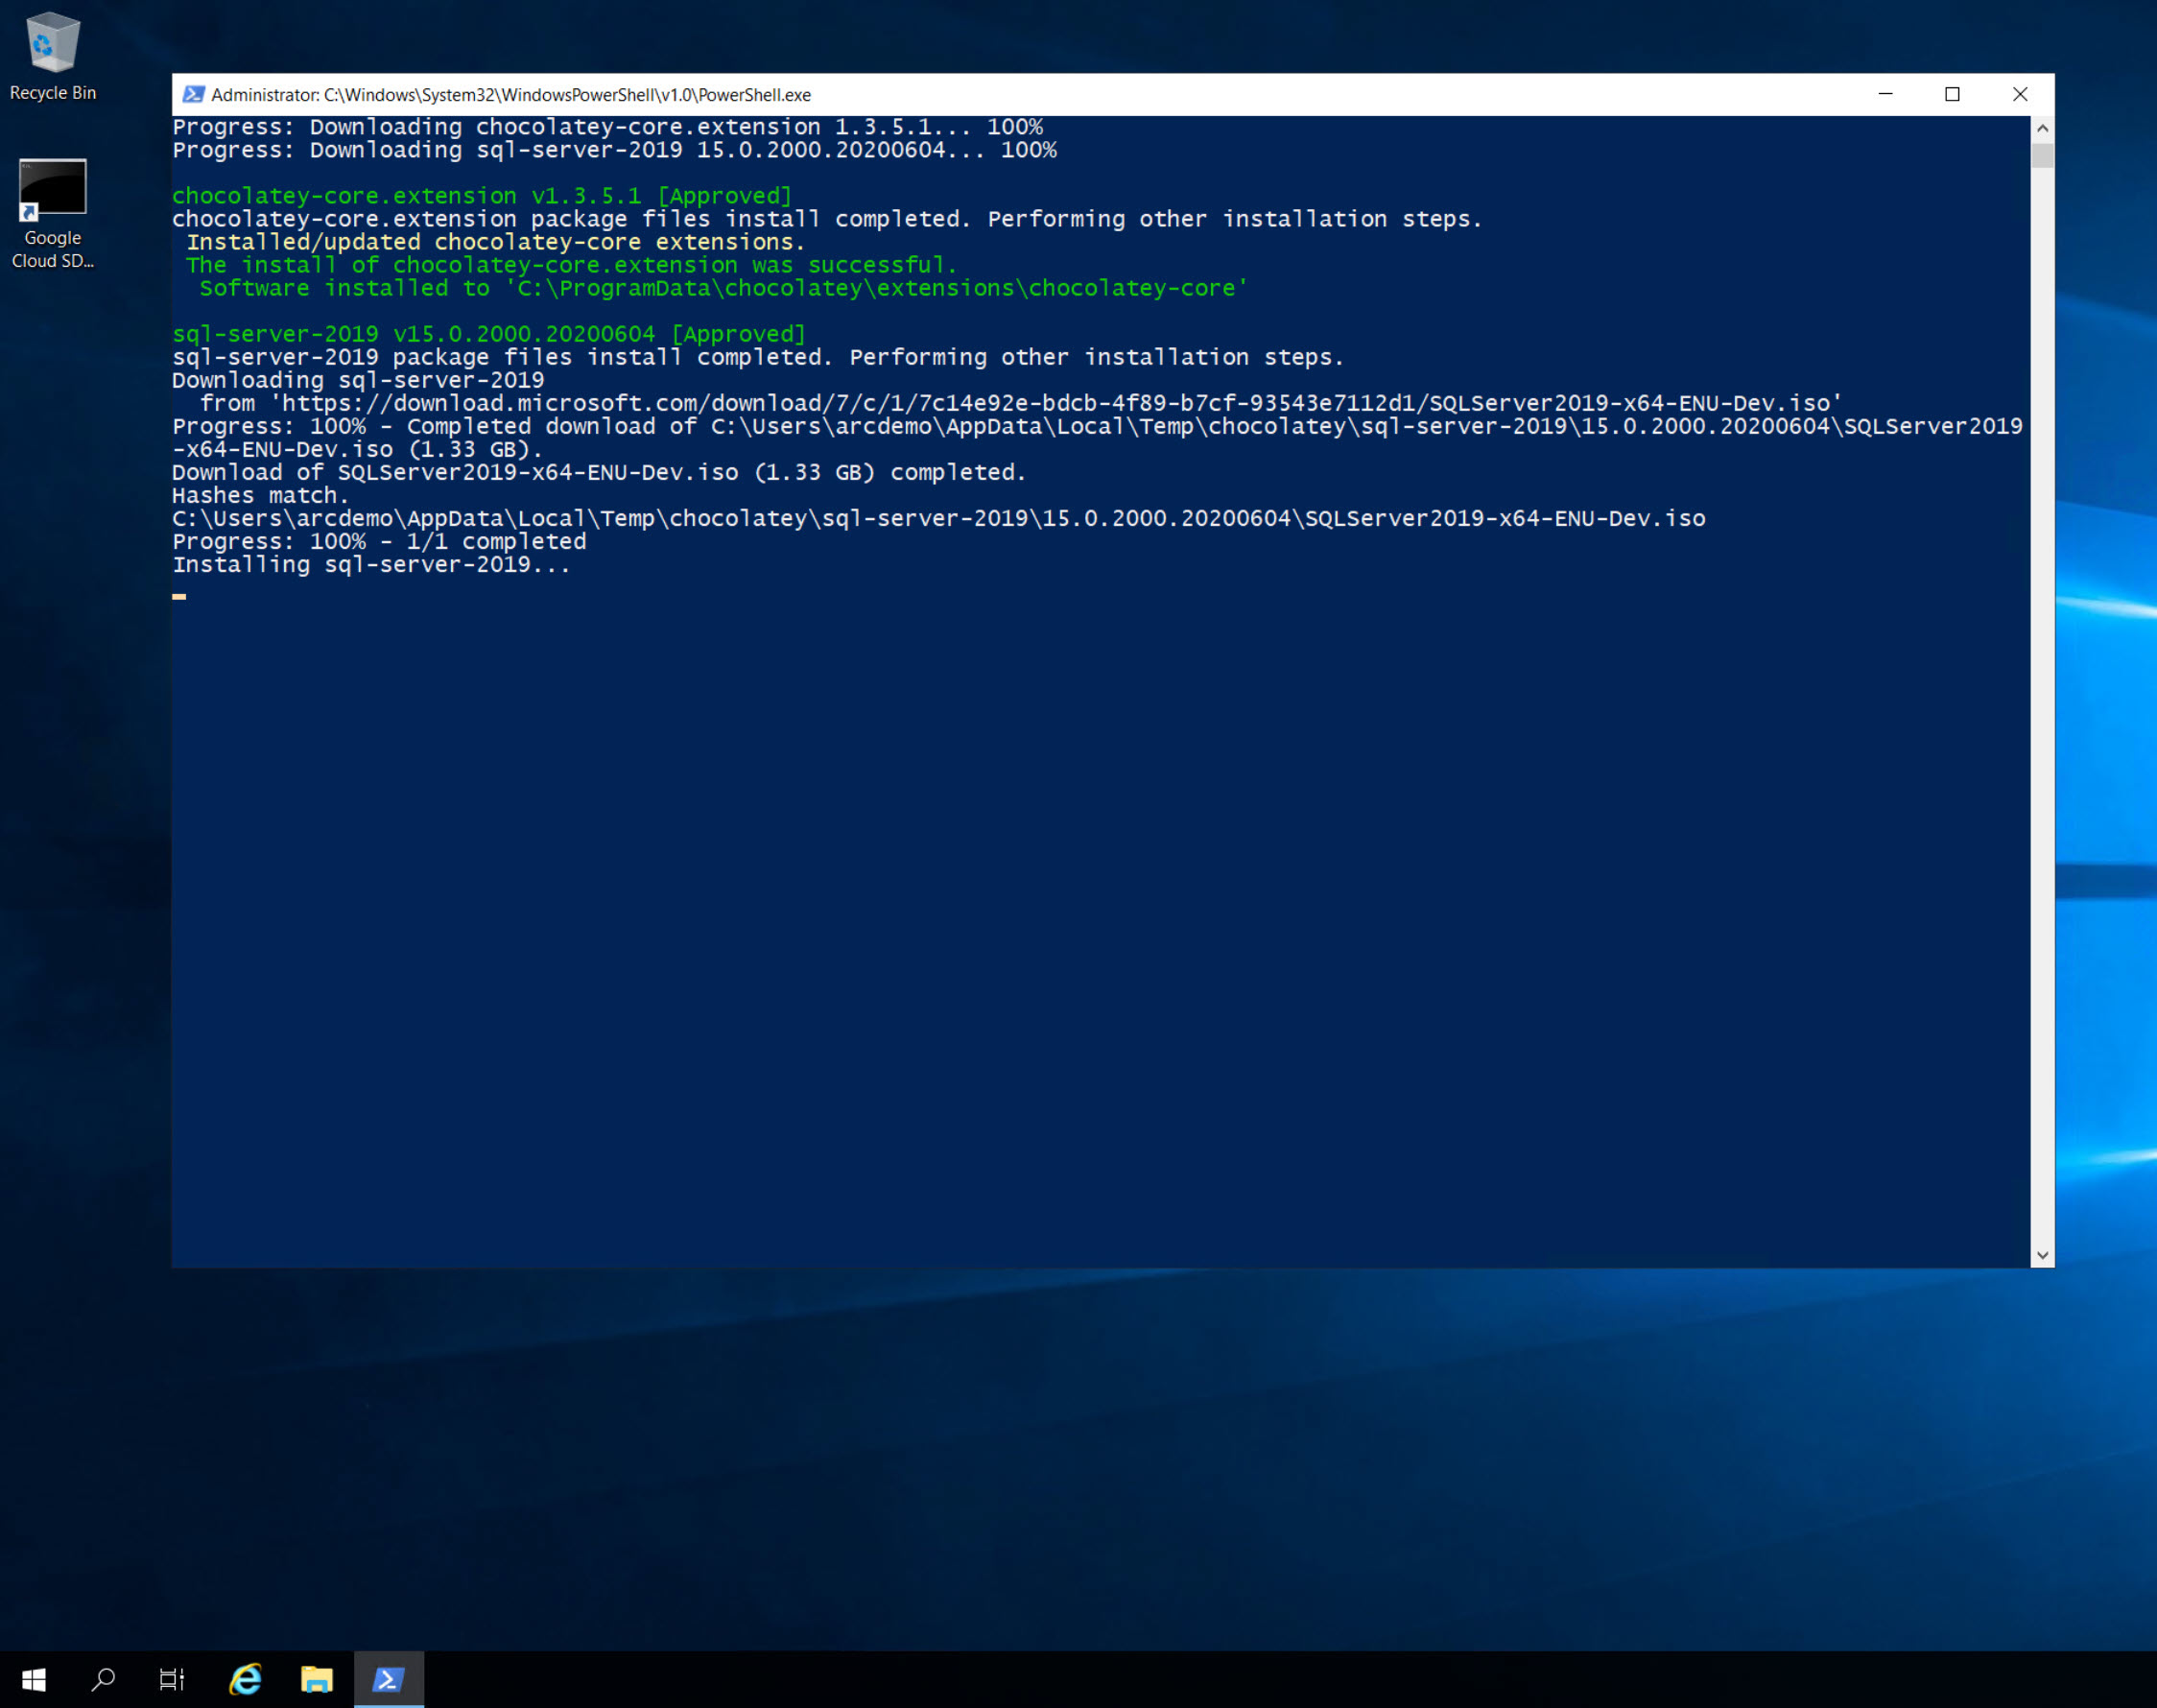 Recycle Bin
Google
Cloud SD...
Administrator: C:\Windows\System32\WindowsPowerShell\v1.0\PowerShell.exe
Progress: Downloading chocolatey-core.extension 1.3.5.1... 100%
Progress: Downloading sql-server-2019 15.0.2000.20200604... 100%
chocolatey-core.extension v1.3.5.1 [Approved]
chocolatey-core.extension package files install completed. Performing other installation steps.
Installed/updated chocolatey-core extensions.
The install of chocolatey-core.extension was successful.
Software installed to 'C:\ProgramData\chocolatey\extensions\chocolatey-core'
sql-server-2019 v15.0.2000.20200604 [Approved]
sql-server-2019 package files install completed. Performing other installation steps.
Downloading sql-server-2019
from 'https://download.microsoft.com/download/7/c/1/7c14e92e-bdcb-4f89-b7cf-93543e7112d1/SQLServer2019-x64-ENU-Dev.iso'
Progress: 100% - Completed download of C:\Users\arcdemo\AppData\Local\Temp\chocolatey\sql-server-2019\15.0.2000.20200604\SQLServer2019
-x64-ENU-Dev.iso (1.33 GB).
Download of SQLServer2019-x64-ENU-Dev.iso (1.33 GB) completed.
Hashes match.
C:\Users\arcdemo\AppData\Local\Temp\chocolatey\sql-server-2019\15.0.2000.20200604\SQLServer2019-x64-ENU-Dev.iso
Progress: 100% - 1/1 completed
Installing sql-server-2019...